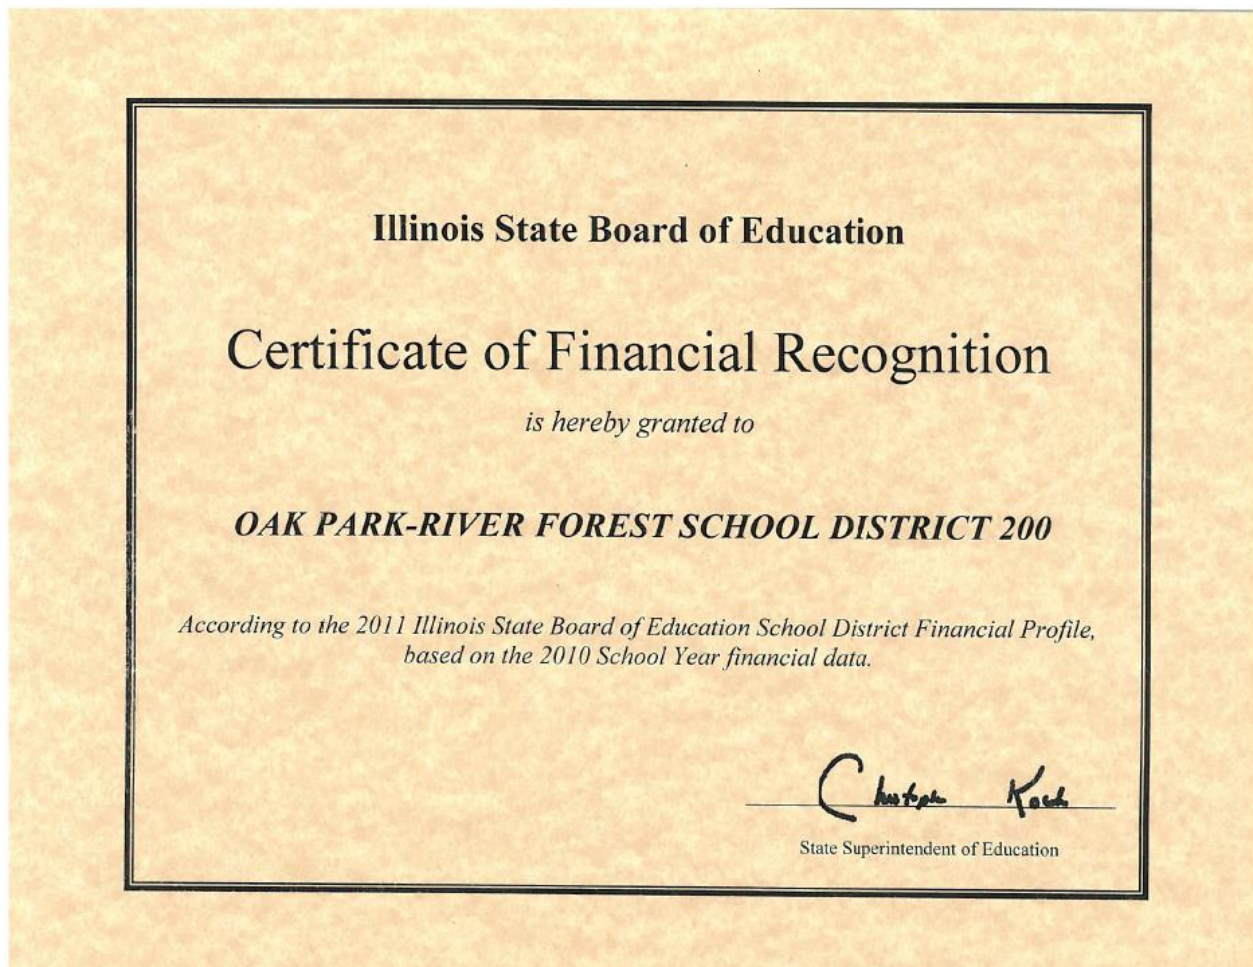 Illinois State Board of Education
Certificate of Financial Recognition
is hereby granted to
OAK PARK-RIVER FOREST SCHOOL DISTRICT 200
According to the 2011 Illinois State Board of Education School District Financial Profile,
based on the 2010 School Year financial data.
Christopher Koch
State Superintendent of Education